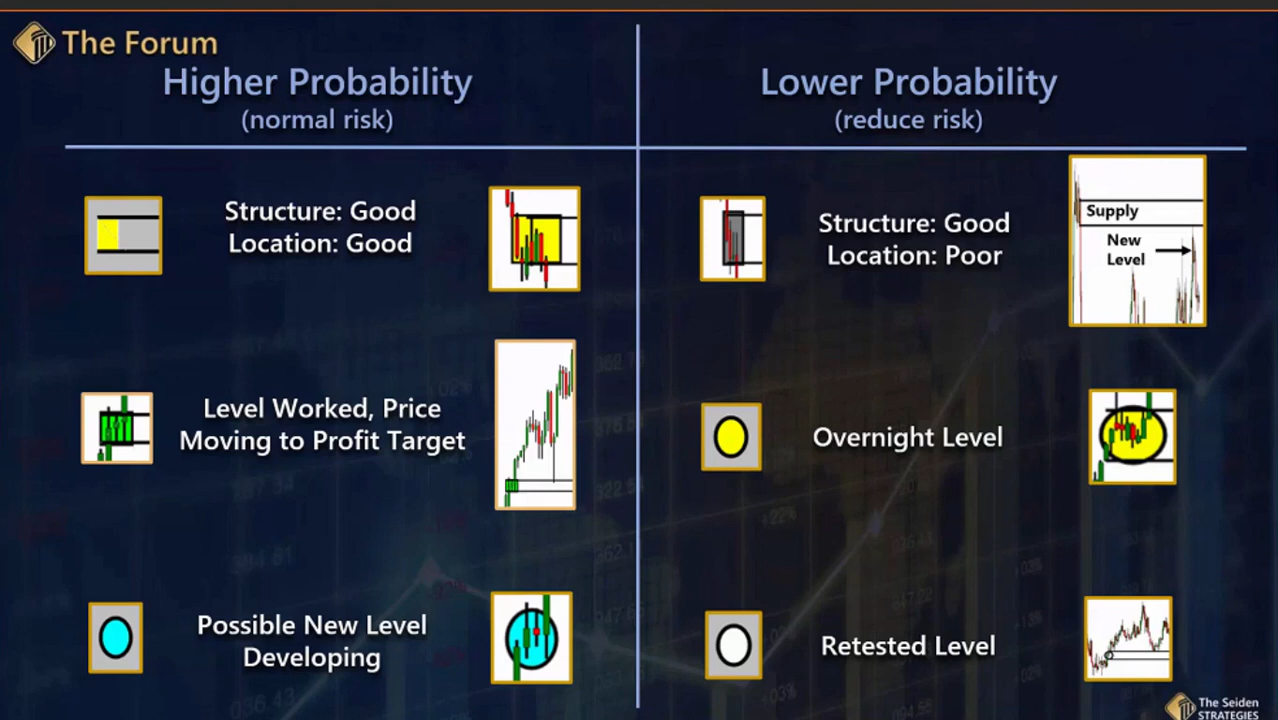 The Forum
Higher Probability
(normal risk)
Structure: Good
Location: Good
Level Worked, Price
Moving to Profit Target
Possible New Level
Developing
Lower Probability
(reduce risk)
Structure: Good
Location: Poor
Supply
New
Level
Overnight Level
Retested Level
The Seiden
STRATEGIES